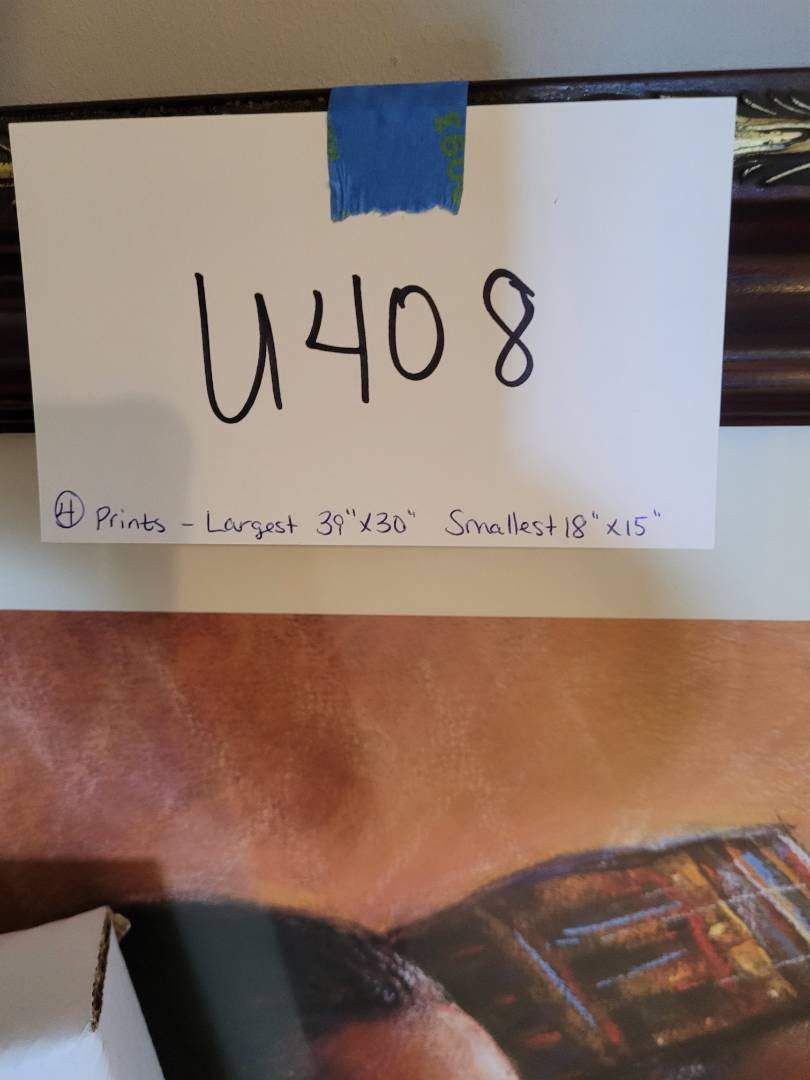 U408
④ Prints - Largest 39"x30" Smallest 18"x15"